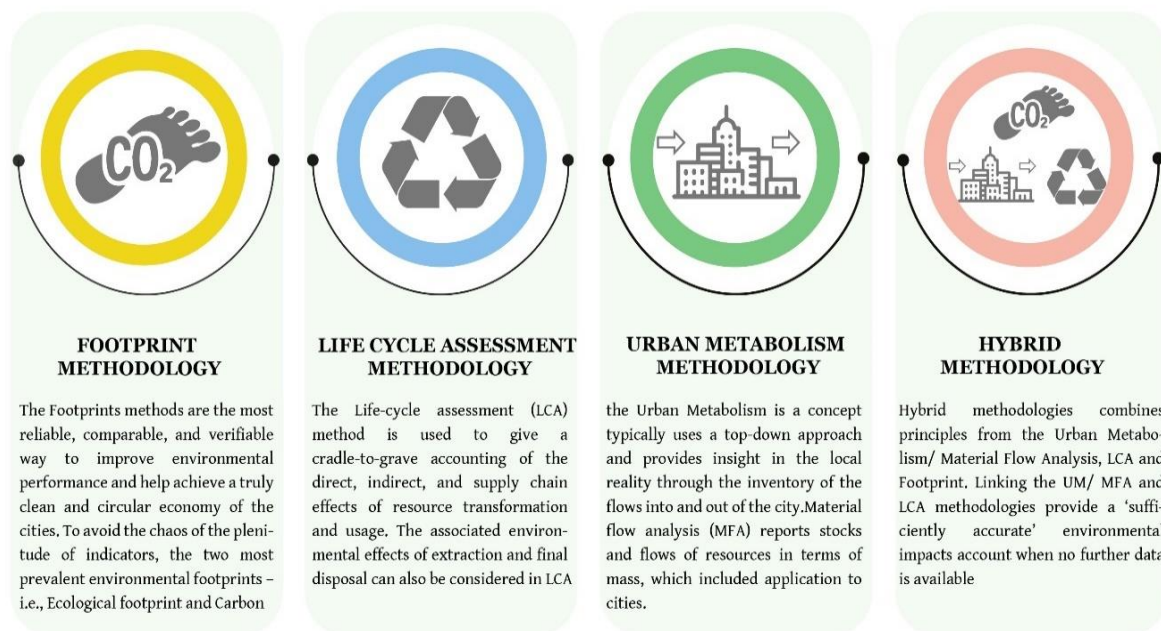 CO2
CO2
FOOTPRINT
METHODOLOGY
The Footprints methods are the most
reliable, comparable, and verifiable
way to improve environmental
performance and help achieve a truly
clean and circular economy of the
cities. To avoid the chaos of the pleni-
tude of indicators, the two most
prevalent environmental footprints –
i.e., Ecological footprint and Carbon
LIFE CYCLE ASSESSMENT
METHODOLOGY
The Life-cycle assessment (LCA)
method is used to give a
cradle-to-grave accounting of the
direct, indirect, and supply chain
effects of resource transformation
and usage. The associated environ-
mental effects of extraction and final
disposal can also be considered in LCA
URBAN METABOLISM
METHODOLOGY
the Urban Metabolism is a concept
typically uses a top-down approach
and provides insight in the local
reality through the inventory of the
flows into and out of the city.Material
flow analysis (MFA) reports stocks
and flows of resources in terms of
mass, which included application to
cities.
HYBRID
METHODOLOGY
Hybrid methodologies combines
principles from the Urban Metabo-
lism/ Material Flow Analysis, LCA and
Footprint. Linking the UM/ MFA and
LCA methodologies provide a ‘suffi-
ciently accurate’ environmental
impacts account when no further data
is available